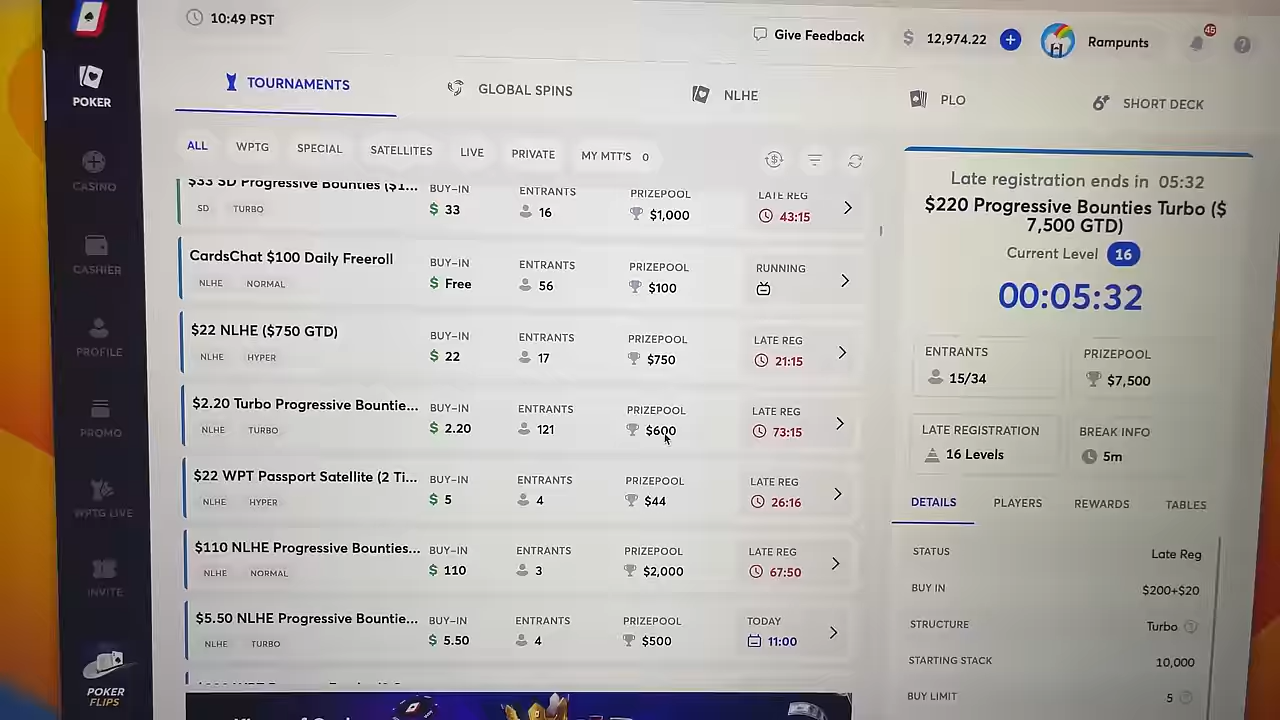 10:49 PST
Give Feedback
$ 12,974.22
Rampunts
45
POKER
CASINO
CASHIER
PROFILE
PROMO
WPTG LIVE
INVITE
POKER
FLIPS
TOURNAMENTS
GLOBAL SPINS
NLHE
PLO
6+ SHORT DECK
ALL
WPTG
SPECIAL
SATELLITES
LIVE
PRIVATE
MY MTT'S 0
$33 SD Progressive Bounties ($1...
SD TURBO
BUY-IN
$ 33
ENTRANTS
16
PRIZEPOOL
$1,000
LATE REG
43:15
CardsChat $100 Daily Freeroll
NLHE NORMAL
BUY-IN
$ Free
ENTRANTS
56
PRIZEPOOL
$100
RUNNING
$22 NLHE ($750 GTD)
NLHE HYPER
BUY-IN
$ 22
ENTRANTS
17
PRIZEPOOL
$750
LATE REG
21:15
$2.20 Turbo Progressive Bountie...
NLHE TURBO
BUY-IN
$ 2.20
ENTRANTS
121
PRIZEPOOL
$600
LATE REG
73:15
$22 WPT Passport Satellite (2 Ti...
NLHE HYPER
BUY-IN
$ 5
ENTRANTS
4
PRIZEPOOL
$44
LATE REG
26:16
$110 NLHE Progressive Bounties...
NLHE NORMAL
BUY-IN
$ 110
ENTRANTS
3
PRIZEPOOL
$2,000
LATE REG
67:50
$5.50 NLHE Progressive Bountie...
NLHE TURBO
BUY-IN
$ 5.50
ENTRANTS
4
PRIZEPOOL
$500
TODAY
11:00
Late registration ends in 05:32
$220 Progressive Bounties Turbo ($
7,500 GTD)
Current Level 16
00:05:32
ENTRANTS
15/34
PRIZEPOOL
$7,500
LATE REGISTRATION
16 Levels
BREAK INFO
5m
DETAILS
PLAYERS
REWARDS
TABLES
STATUS Late Reg
BUY IN $200+$20
STRUCTURE Turbo
STARTING STACK 10,000
BUY LIMIT 5